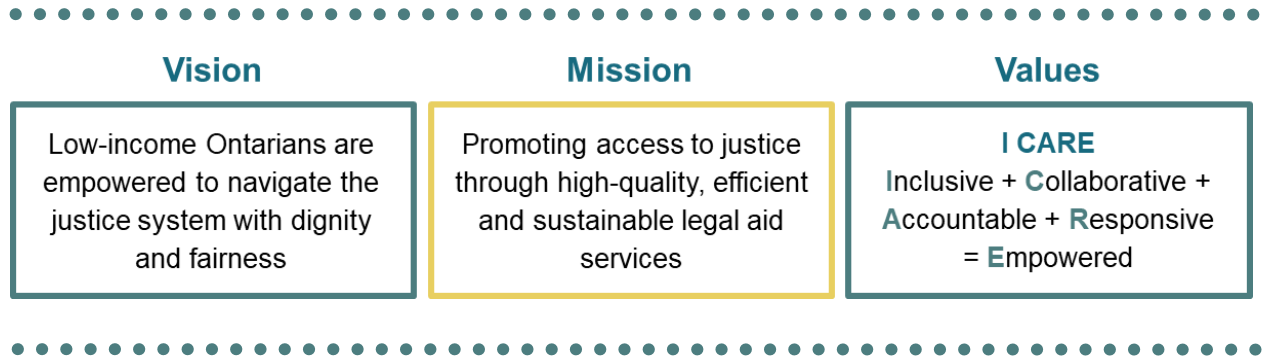 Vision
Low-income Ontarians are
empowered to navigate the
justice system with dignity
and fairness
Mission
Promoting access to justice
through high-quality, efficient
and sustainable legal aid
services
Values
I CARE
Inclusive + Collaborative +
Accountable + Responsive
= Empowered